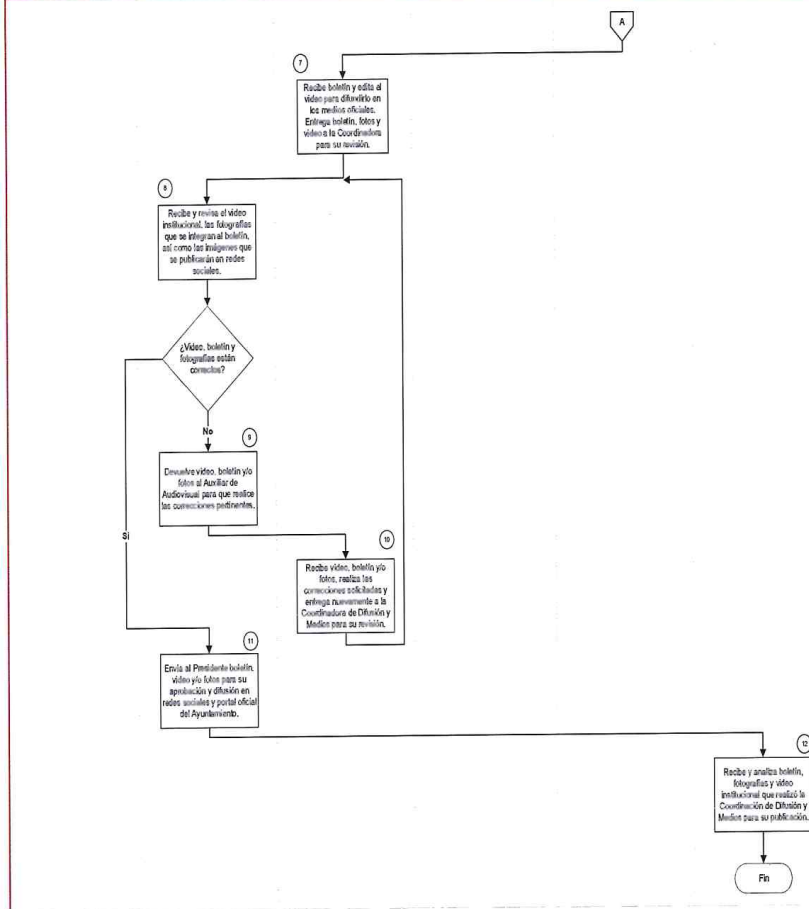 A
7
Recibe boletín y edita el
video para difundirlo en
los medios oficiales.
Entrega boletín, fotos y
video a la Coordinadora
para su revisión.
8
Recibe y revisa el video
institucional, las fotografías
que se integran al boletín,
así como las imágenes que
se publicarán en redes
sociales.
¿Video, boletín y
fotografías están
correctos?
No
9
Devuelve video, boletín y/o
fotos al Auxiliar de
Audiovisual para que realice
las correcciones pertinentes.
Sí
10
Recibe video, boletín y/o
fotos, realiza las
correcciones solicitadas y
entrega nuevamente a la
Coordinadora de Difusión y
Medios para su revisión.
11
Envía al Presidente boletín,
video y/o fotos para su
aprobación y difusión en
redes sociales y portal oficial
del Ayuntamiento.
12
Recibe y analiza boletín,
fotografías y video
institucional que realizó la
Coordinación de Difusión y
Medios para su publicación.
Fin